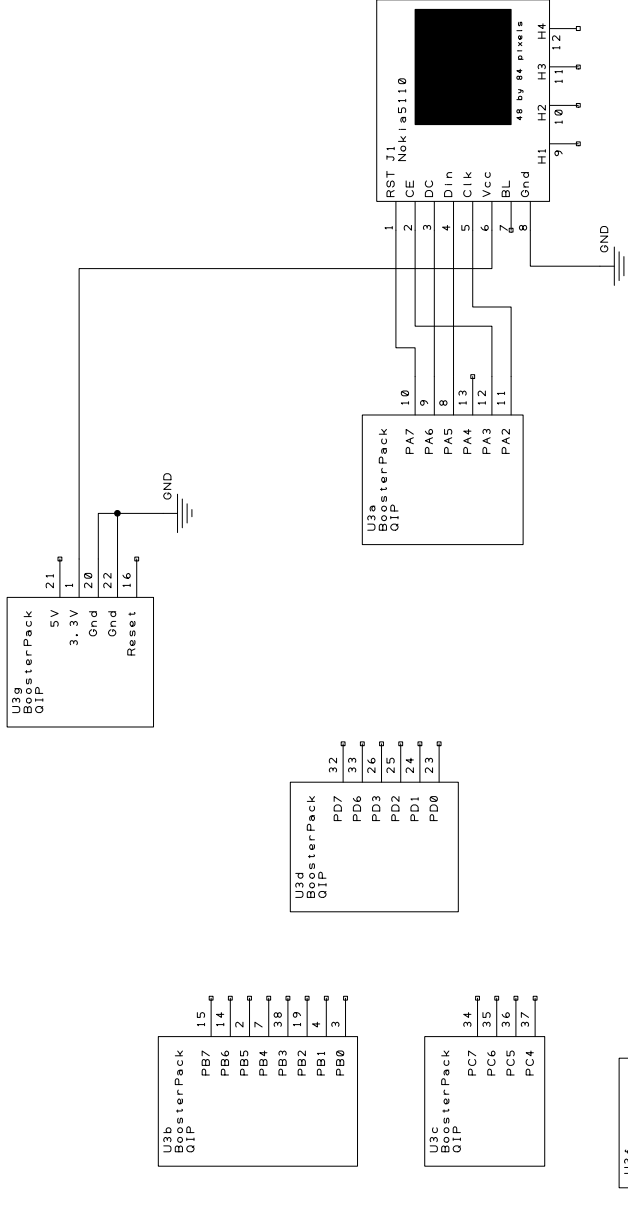 J1
Nokia5110
48 by 84 pixels
RST
CE
DC
Din
Clk
Vcc
BL
Gnd
1
2
3
4
5
6
7
8
H1
H2
H3
H4
9
10
11
12
GND
U3a
BoosterPack
QIP
PA7
PA6
PA5
PA4
PA3
PA2
10
9
8
13
12
11
U3g
BoosterPack
QIP
5V
3.3V
Gnd
Gnd
Reset
21
1
20
22
16
GND
U3d
BoosterPack
QIP
PD7
PD6
PD3
PD2
PD1
PD0
32
33
26
25
24
23
U3b
BoosterPack
QIP
PB7
PB6
PB5
PB4
PB3
PB2
PB1
PB0
15
14
2
7
38
19
4
3
U3c
BoosterPack
QIP
PC7
PC6
PC5
PC4
34
35
36
37